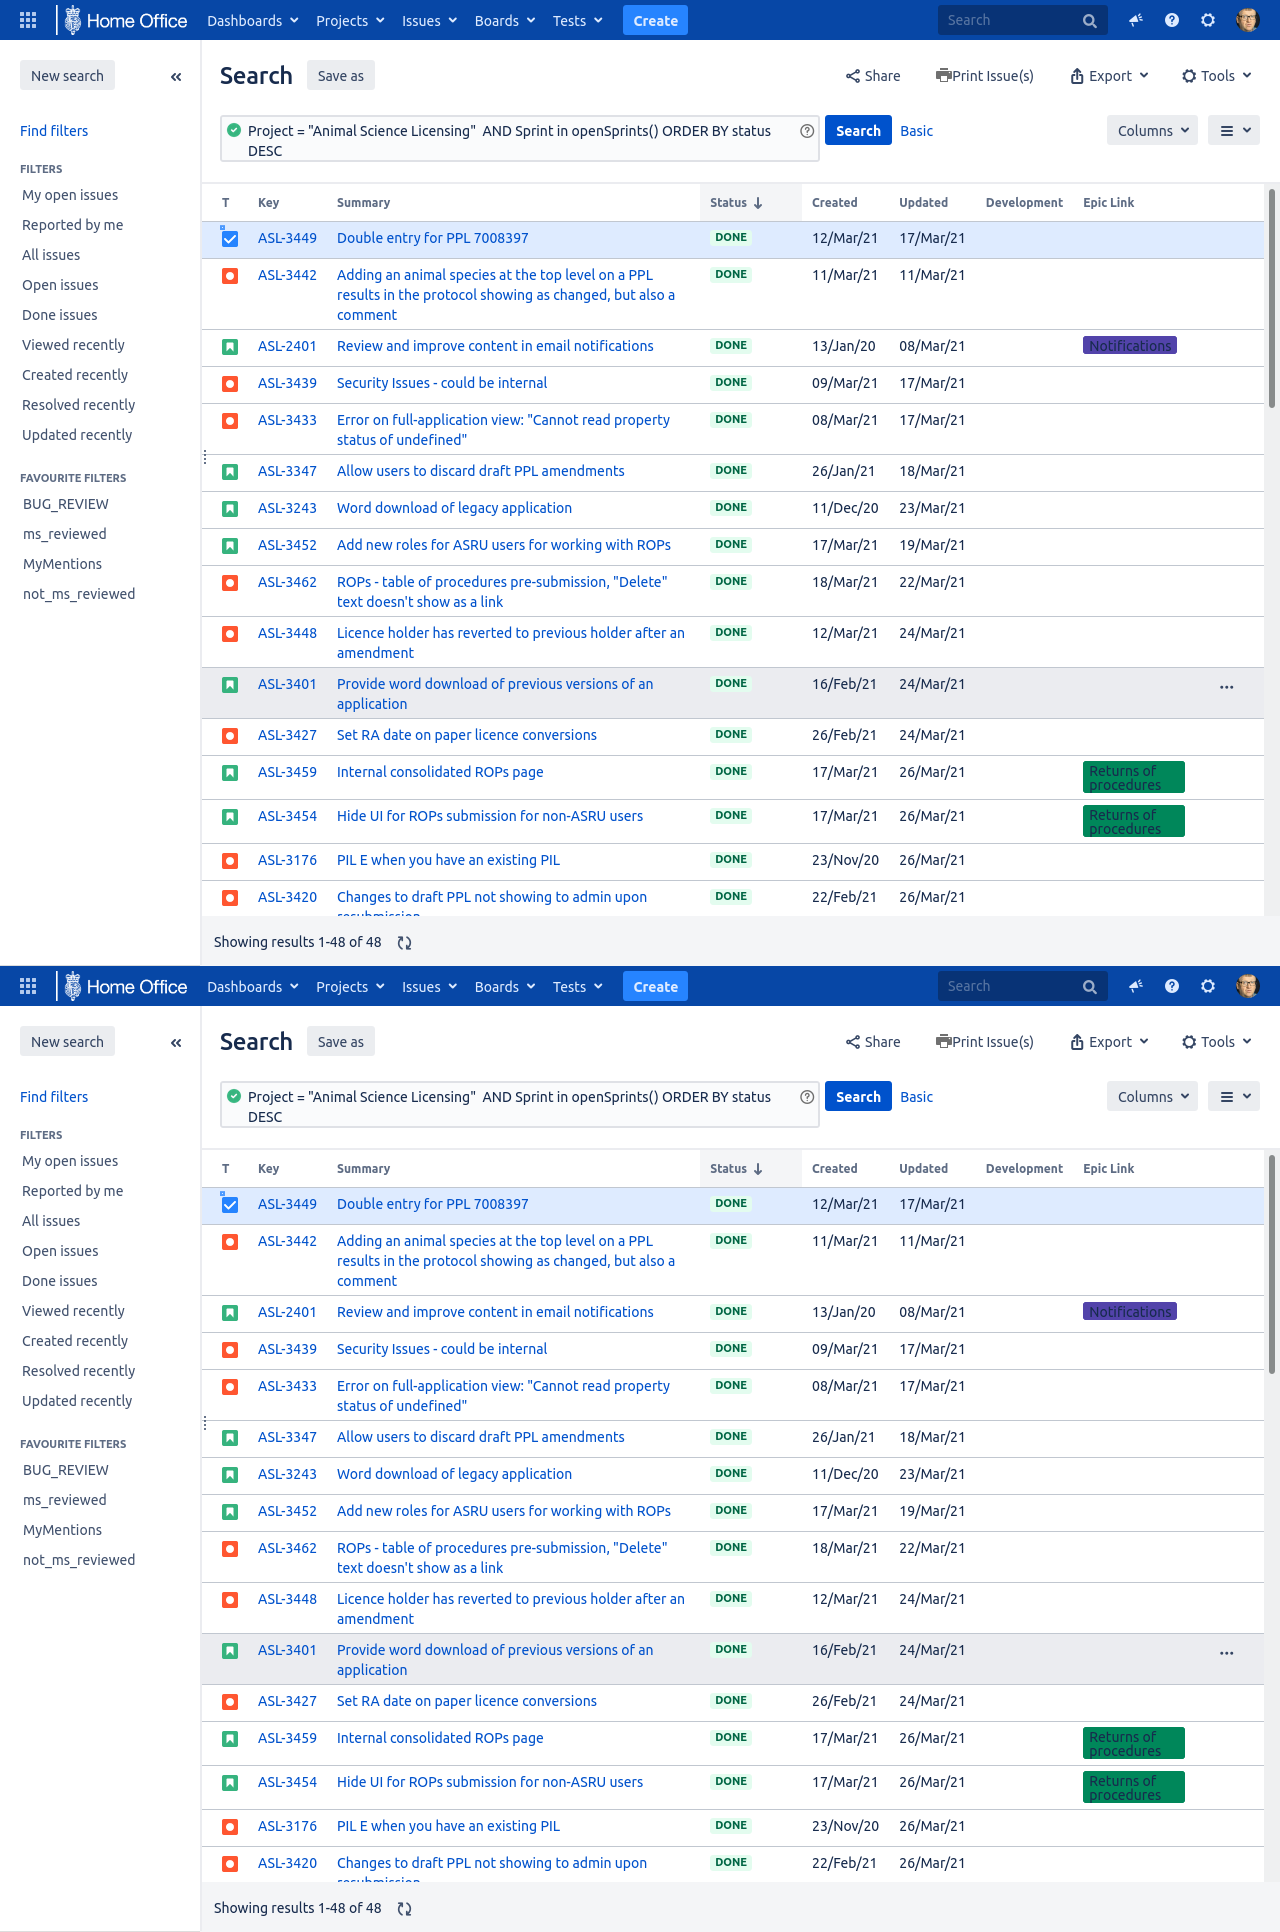 Home Office Dashboards Projects Issues Boards Tests Create Search
New search
Search Save as Share Print Issue(s) Export Tools
Find filters
Project = "Animal Science Licensing"  AND Sprint in openSprints() ORDER BY status
DESC
Search Basic Columns
FILTERS
My open issues
Reported by me
All issues
Open issues
Done issues
Viewed recently
Created recently
Resolved recently
Updated recently
FAVOURITE FILTERS
BUG_REVIEW
ms_reviewed
MyMentions
not_ms_reviewed
T Key Summary Status Created Updated Development Epic Link
ASL-3449 Double entry for PPL 7008397 DONE 12/Mar/21 17/Mar/21
ASL-3442 Adding an animal species at the top level on a PPL DONE 11/Mar/21 11/Mar/21
results in the protocol showing as changed, but also a
comment
ASL-2401 Review and improve content in email notifications DONE 13/Jan/20 08/Mar/21 Notifications
ASL-3439 Security Issues - could be internal DONE 09/Mar/21 17/Mar/21
ASL-3433 Error on full-application view: "Cannot read property DONE 08/Mar/21 17/Mar/21
status of undefined"
ASL-3347 Allow users to discard draft PPL amendments DONE 26/Jan/21 18/Mar/21
ASL-3243 Word download of legacy application DONE 11/Dec/20 23/Mar/21
ASL-3452 Add new roles for ASRU users for working with ROPs DONE 17/Mar/21 19/Mar/21
ASL-3462 ROPs - table of procedures pre-submission, "Delete" DONE 18/Mar/21 22/Mar/21
text doesn't show as a link
ASL-3448 Licence holder has reverted to previous holder after an DONE 12/Mar/21 24/Mar/21
amendment
ASL-3401 Provide word download of previous versions of an DONE 16/Feb/21 24/Mar/21
application
ASL-3427 Set RA date on paper licence conversions DONE 26/Feb/21 24/Mar/21
ASL-3459 Internal consolidated ROPs page DONE 17/Mar/21 26/Mar/21 Returns of
procedures
ASL-3454 Hide UI for ROPs submission for non-ASRU users DONE 17/Mar/21 26/Mar/21 Returns of
procedures
ASL-3176 PIL E when you have an existing PIL DONE 23/Nov/20 26/Mar/21
ASL-3420 Changes to draft PPL not showing to admin upon DONE 22/Feb/21 26/Mar/21
resubmission
Showing results 1-48 of 48
Home Office Dashboards Projects Issues Boards Tests Create Search
New search
Search Save as Share Print Issue(s) Export Tools
Find filters
Project = "Animal Science Licensing"  AND Sprint in openSprints() ORDER BY status
DESC
Search Basic Columns
FILTERS
My open issues
Reported by me
All issues
Open issues
Done issues
Viewed recently
Created recently
Resolved recently
Updated recently
FAVOURITE FILTERS
BUG_REVIEW
ms_reviewed
MyMentions
not_ms_reviewed
T Key Summary Status Created Updated Development Epic Link
ASL-3449 Double entry for PPL 7008397 DONE 12/Mar/21 17/Mar/21
ASL-3442 Adding an animal species at the top level on a PPL DONE 11/Mar/21 11/Mar/21
results in the protocol showing as changed, but also a
comment
ASL-2401 Review and improve content in email notifications DONE 13/Jan/20 08/Mar/21 Notifications
ASL-3439 Security Issues - could be internal DONE 09/Mar/21 17/Mar/21
ASL-3433 Error on full-application view: "Cannot read property DONE 08/Mar/21 17/Mar/21
status of undefined"
ASL-3347 Allow users to discard draft PPL amendments DONE 26/Jan/21 18/Mar/21
ASL-3243 Word download of legacy application DONE 11/Dec/20 23/Mar/21
ASL-3452 Add new roles for ASRU users for working with ROPs DONE 17/Mar/21 19/Mar/21
ASL-3462 ROPs - table of procedures pre-submission, "Delete" DONE 18/Mar/21 22/Mar/21
text doesn't show as a link
ASL-3448 Licence holder has reverted to previous holder after an DONE 12/Mar/21 24/Mar/21
amendment
ASL-3401 Provide word download of previous versions of an DONE 16/Feb/21 24/Mar/21
application
ASL-3427 Set RA date on paper licence conversions DONE 26/Feb/21 24/Mar/21
ASL-3459 Internal consolidated ROPs page DONE 17/Mar/21 26/Mar/21 Returns of
procedures
ASL-3454 Hide UI for ROPs submission for non-ASRU users DONE 17/Mar/21 26/Mar/21 Returns of
procedures
ASL-3176 PIL E when you have an existing PIL DONE 23/Nov/20 26/Mar/21
ASL-3420 Changes to draft PPL not showing to admin upon DONE 22/Feb/21 26/Mar/21
resubmission
Showing results 1-48 of 48